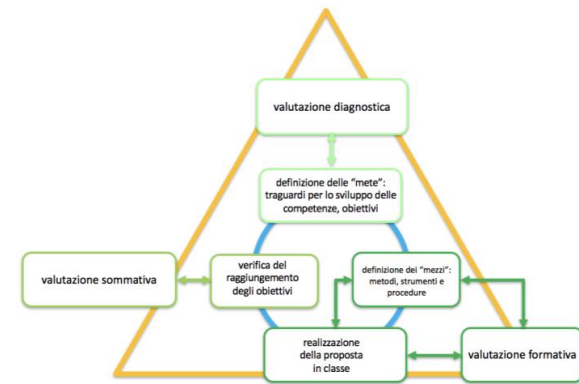 valutazione diagnostica
definizione delle "mete":
traguardi per lo sviluppo delle
competenze, obiettivi
valutazione sommativa
verifica del
raggiungemento
degli obiettivi
definizione dei "mezzi":
metodi, strumenti e
procedure
realizzazione
della proposta
in classe
valutazione formativa